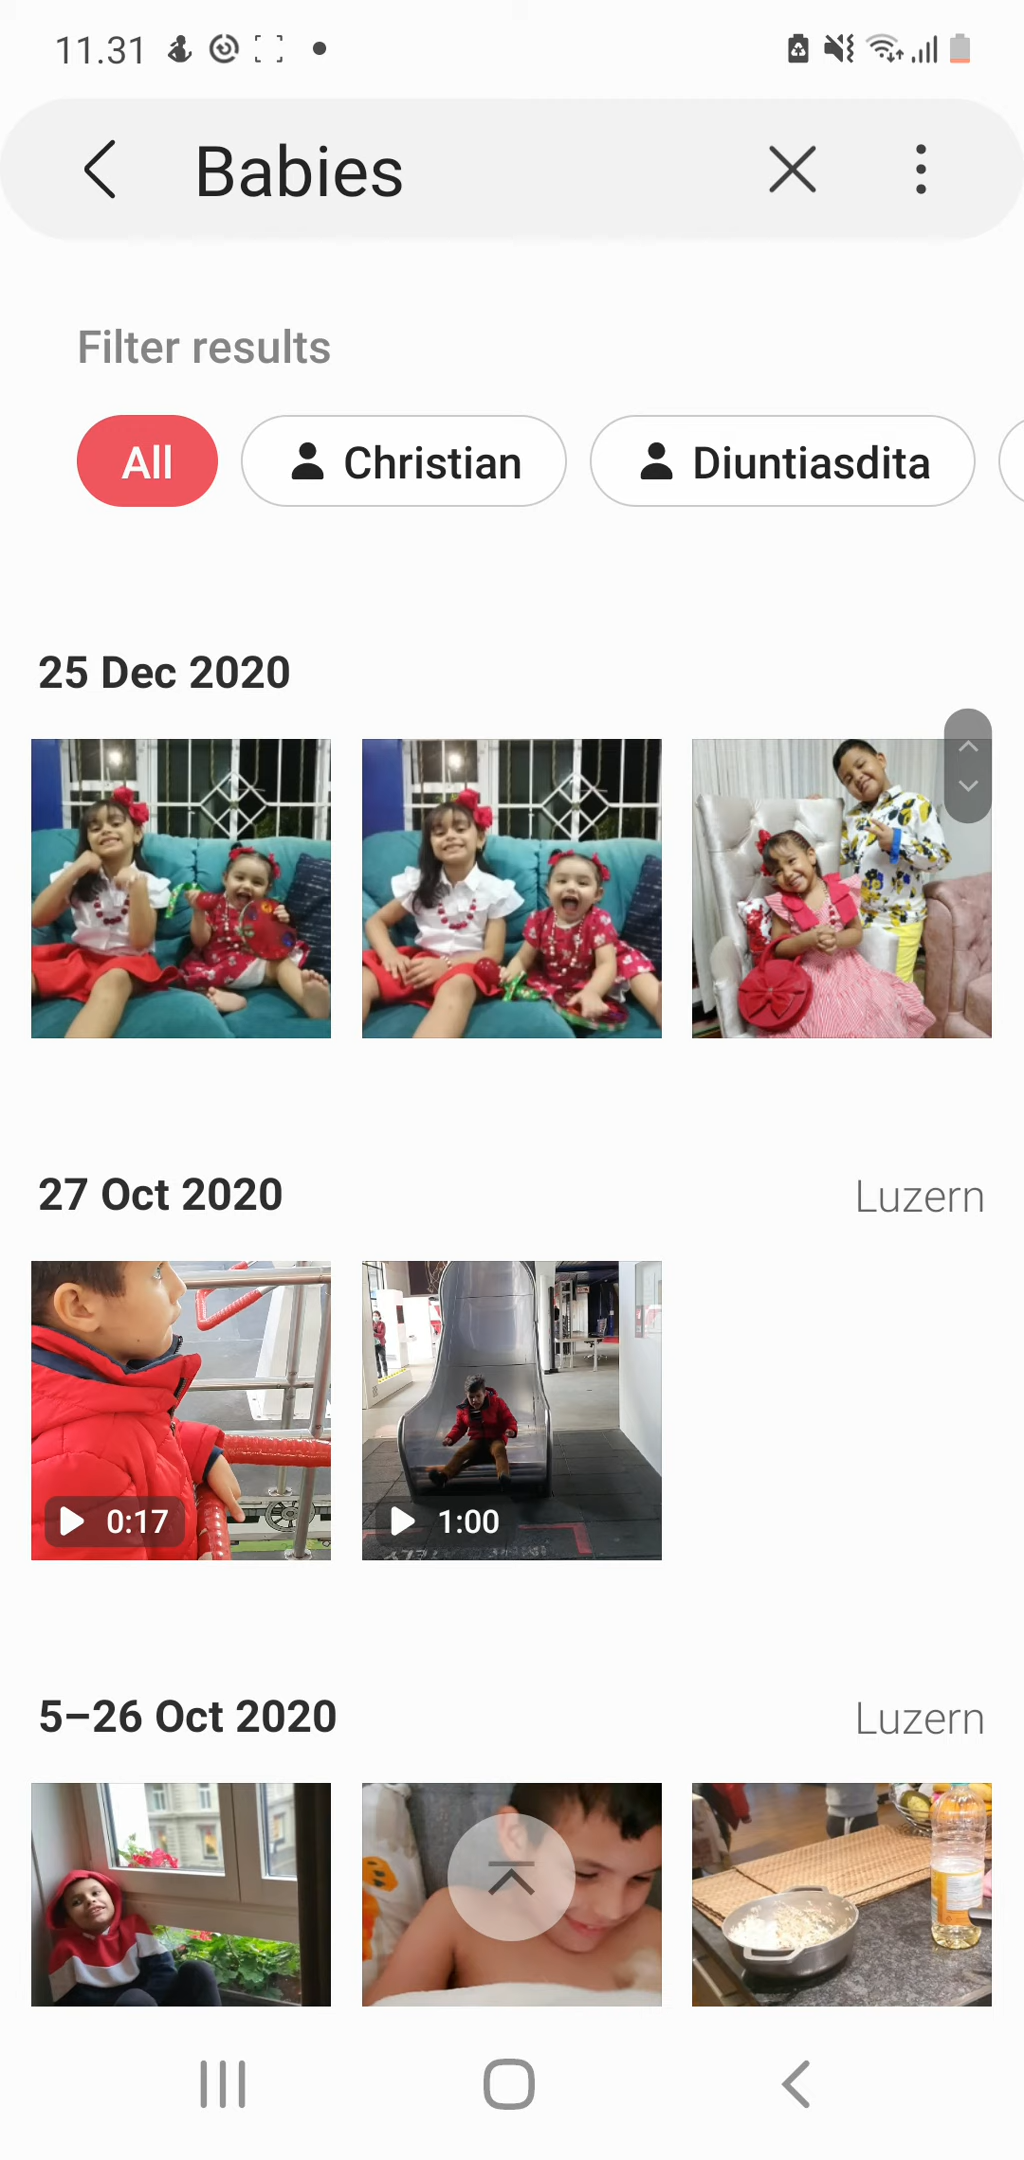 11.31
Babies
Filter results
All
Christian
Diuntiasdita
25 Dec 2020
27 Oct 2020
Luzern
0:17
1:00
5–26 Oct 2020
Luzern